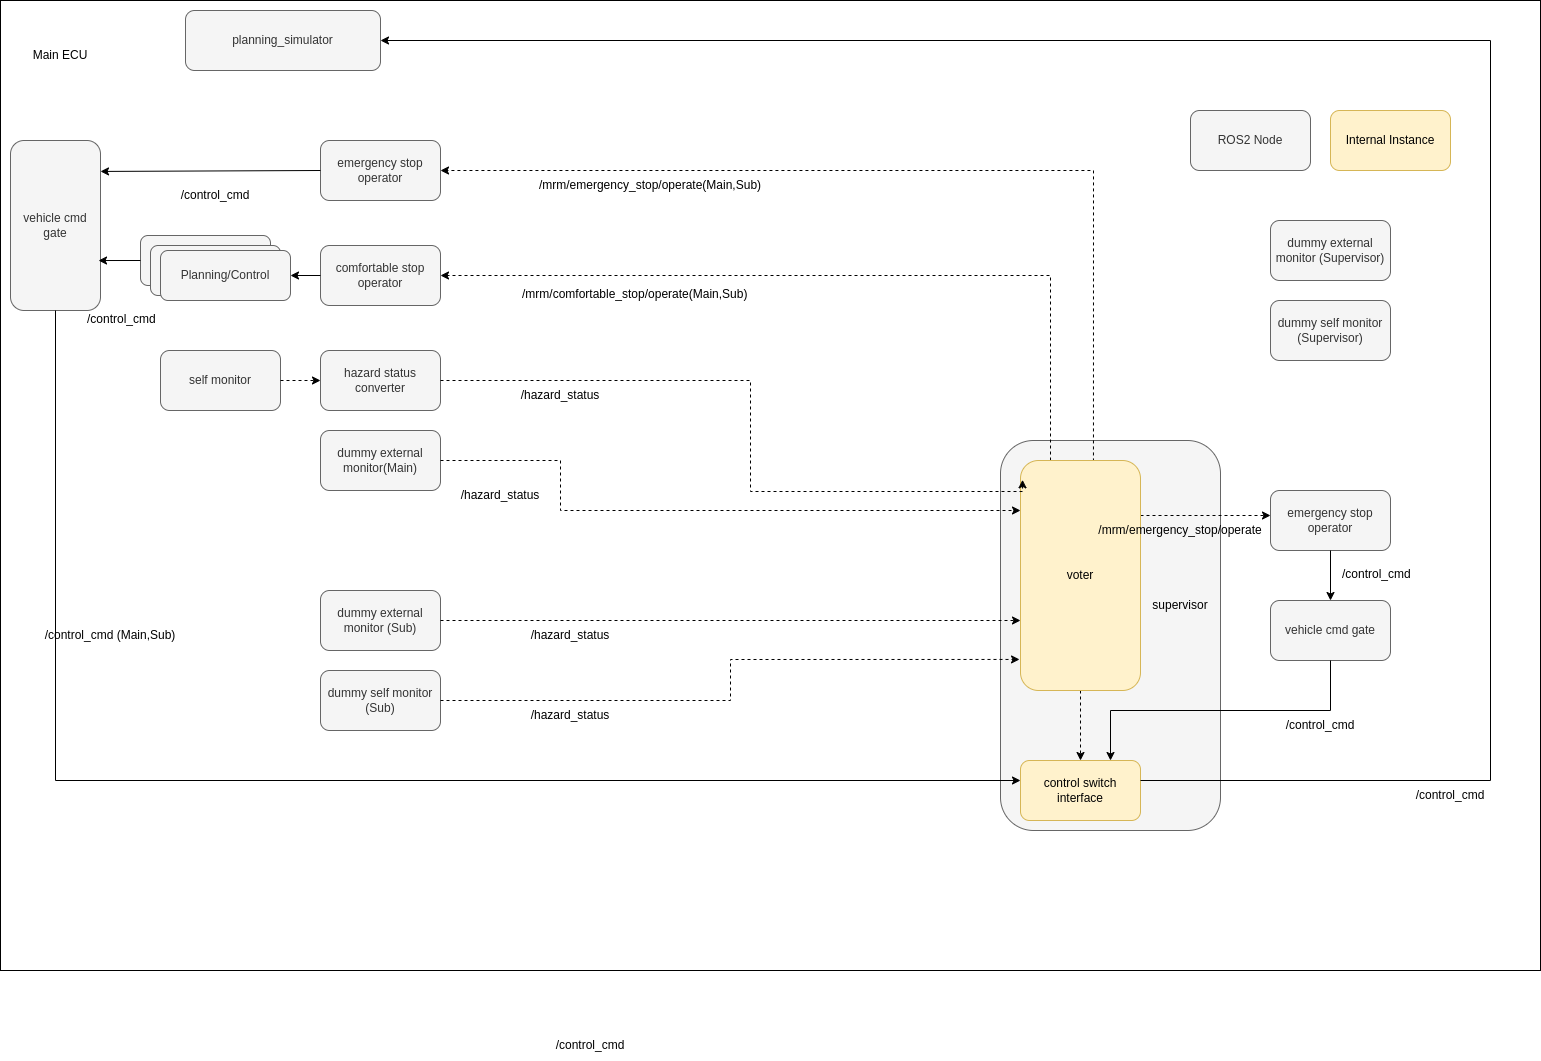 planning_simulator
Main ECU
ROS2 Node
Internal Instance
emergency stop
operator
/mrm/emergency_stop/operate(Main,Sub)
/control_cmd
vehicle cmd
gate
dummy external
monitor (Supervisor)
Planning/Control
comfortable stop
operator
/mrm/comfortable_stop/operate(Main,Sub)
/control_cmd
dummy self monitor
(Supervisor)
self monitor
hazard status
converter
/hazard_status
dummy external
monitor(Main)
/hazard_status
emergency stop
operator
/mrm/emergency_stop/operate
voter
/control_cmd
supervisor
dummy external
monitor (Sub)
/hazard_status
vehicle cmd gate
/control_cmd (Main,Sub)
dummy self monitor
(Sub)
/hazard_status
/control_cmd
control switch
interface
/control_cmd
/control_cmd